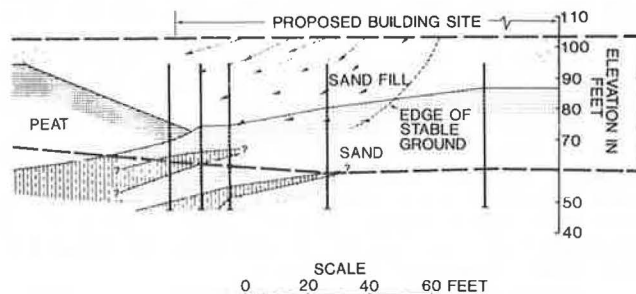 PROPOSED BUILDING SITE
110
100
90
80
70
60
50
40
ELEVATION IN
FEET
SAND FILL
PEAT
EDGE OF
STABLE
GROUND
SAND
?
?
?
?
?
SCALE
0 20 40 60 FEET